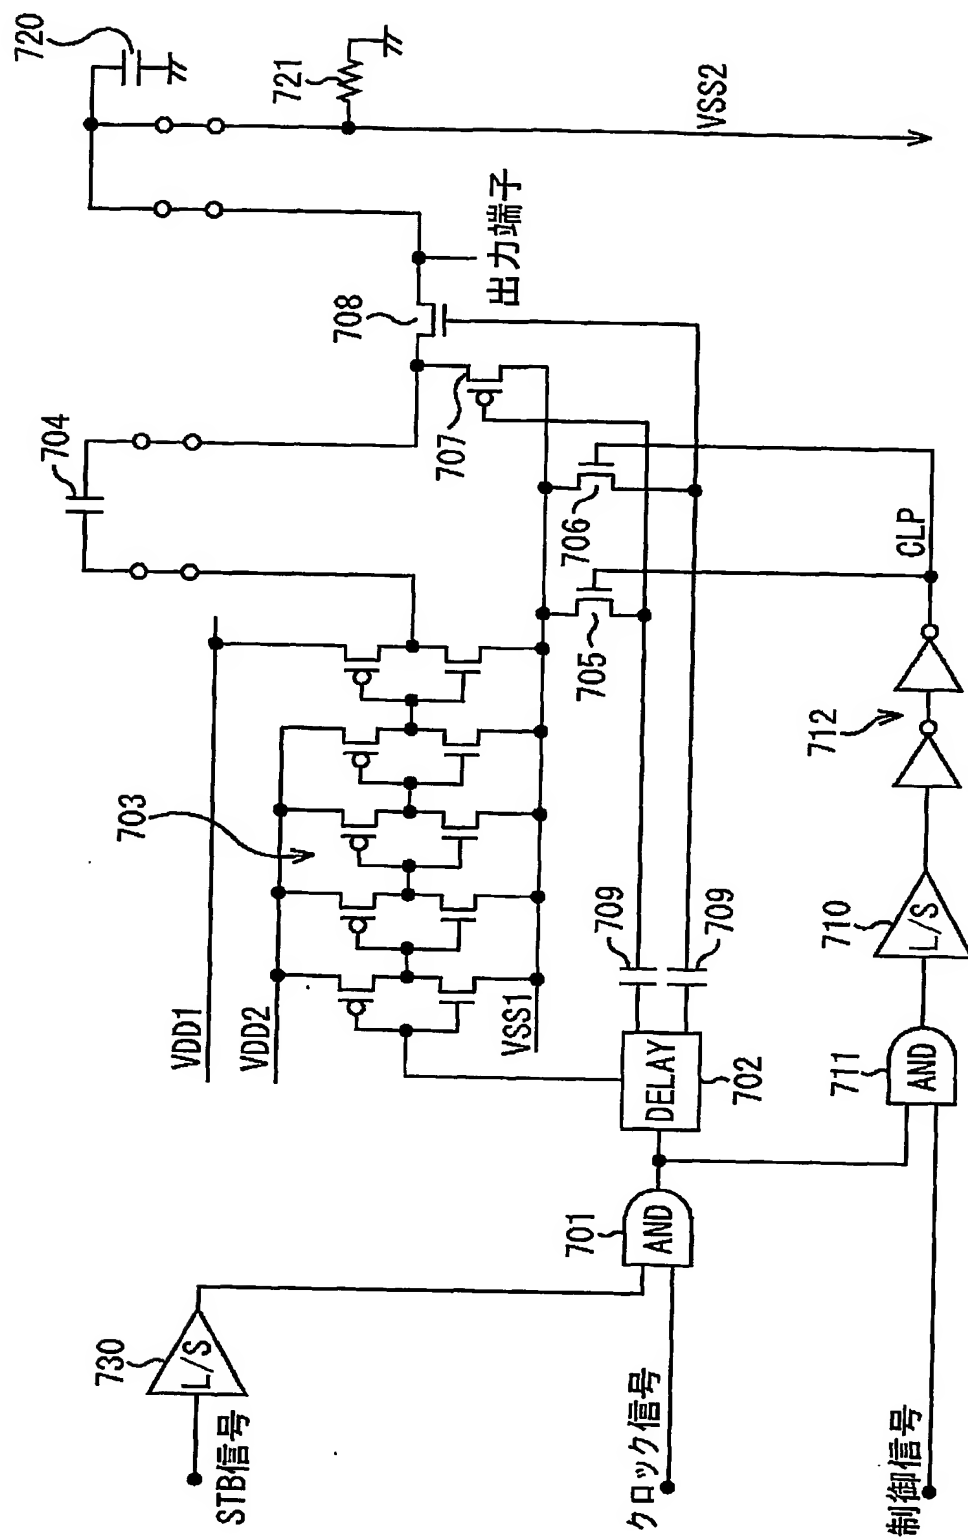 720
721
VSS2
出力端子
708
704
707
706
705
CLP
712
703
VDD1
VDD2
VSS1
709
709
710
L/S
DELAY
702
711
AND
701
AND
730
L/S
STB信号
クロック信号
制御信号